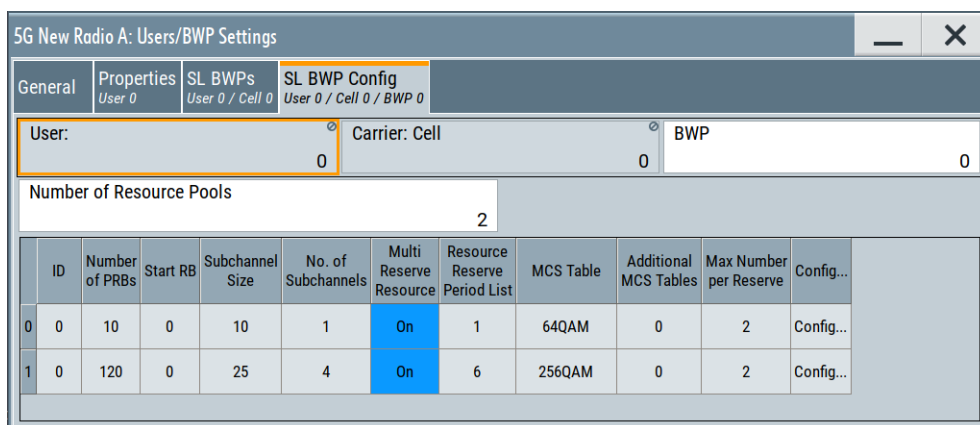 5G New Radio A: Users/BWP Settings
General
Properties
User 0
SL BWPs
User 0 / Cell 0
SL BWP Config
User 0 / Cell 0 / BWP 0
User:
0
Carrier: Cell
0
BWP
0
Number of Resource Pools
2
ID
Number
of PRBs
Start RB
Subchannel
Size
No. of
Subchannels
Multi
Reserve
Resource
Resource
Reserve
Period List
MCS Table
Additional
MCS Tables
Max Number
per Reserve
Config...
0 0 10 0 10 1 On 1 64QAM 0 2 Config...
1 0 120 0 25 4 On 6 256QAM 0 2 Config...